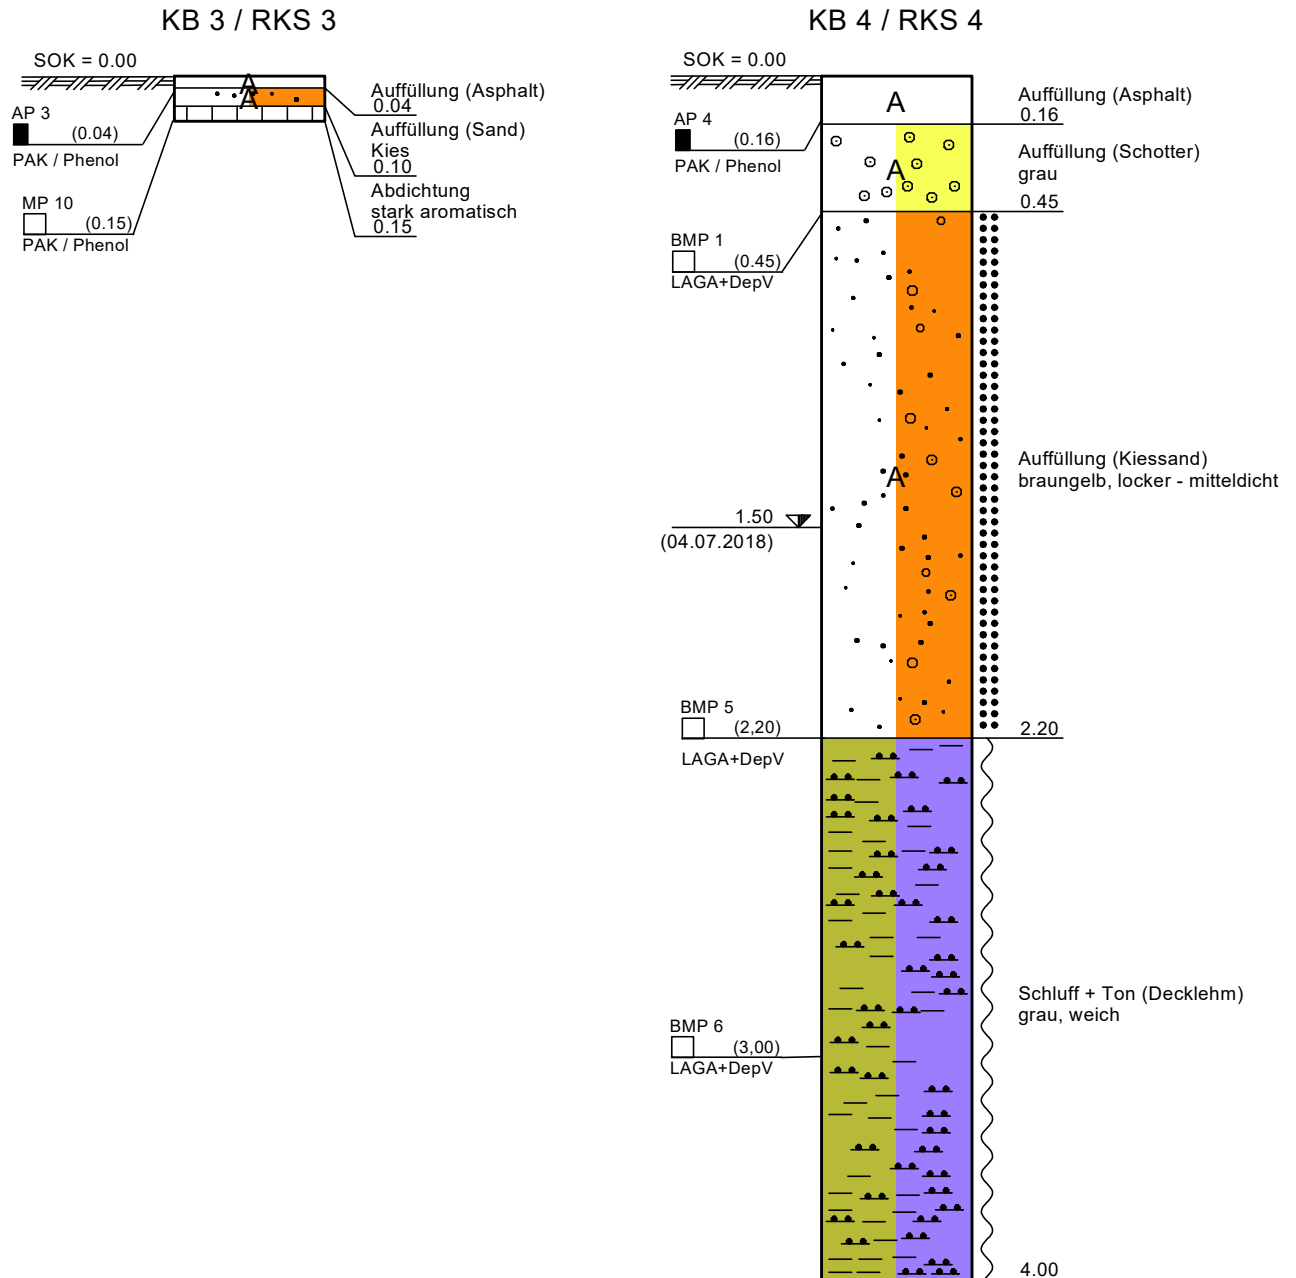 KB 3 / RKS 3
SOK = 0.00
A
A
Auffüllung (Asphalt)
0.04
Auffüllung (Sand)
Kies
0.10
Abdichtung
stark aromatisch
0.15
AP 3
(0.04)
PAK / Phenol
MP 10
(0.15)
PAK / Phenol
KB 4 / RKS 4
SOK = 0.00
A
Auffüllung (Asphalt)
0.16
AP 4
(0.16)
PAK / Phenol
A
Auffüllung (Schotter)
grau
0.45
BMP 1
(0.45)
LAGA+DepV
A
Auffüllung (Kiessand)
braungelb, locker - mitteldicht
1.50
(04.07.2018)
BMP 5
(2,20)
LAGA+DepV
2.20
Schluff + Ton (Decklehm)
grau, weich
BMP 6
(3,00)
LAGA+DepV
4.00